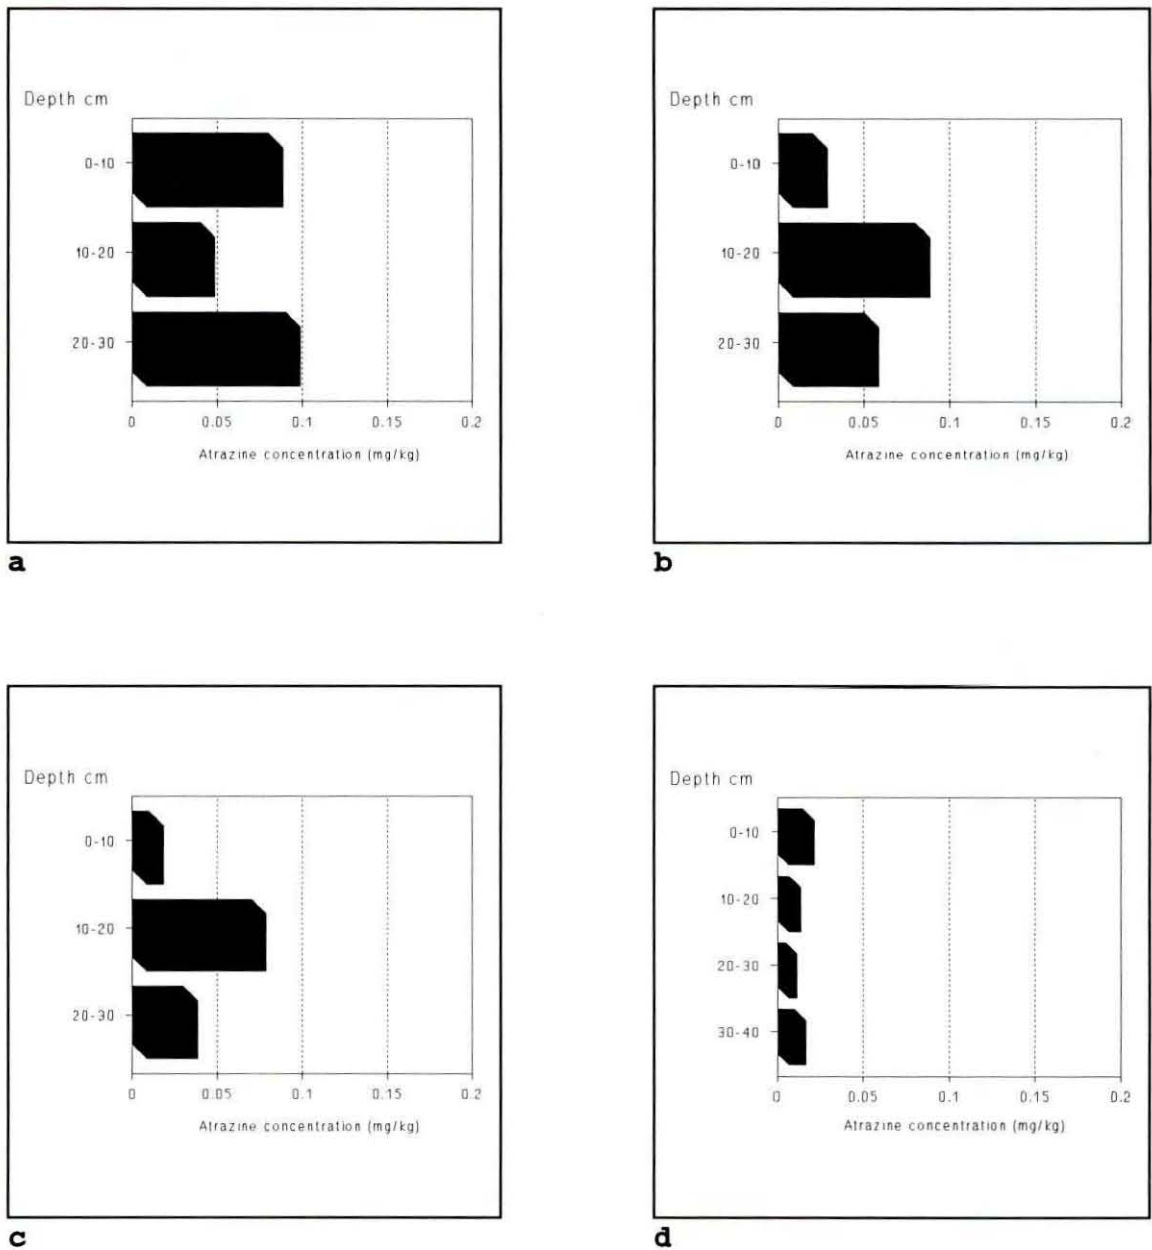 Depth cm
0-10
10-20
20-30
0 0.05 0.1 0.15 0.2
Atrazine concentration (mg/kg)
a
Depth cm
0-10
10-20
20-30
0 0.05 0.1 0.15 0.2
Atrazine concentration (mg/kg)
b
Depth cm
0-10
10-20
20-30
0 0.05 0.1 0.15 0.2
Atrazine concentration (mg/kg)
c
Depth cm
0-10
10-20
20-30
30-40
0 0.05 0.1 0.15 0.2
Atrazine concentration (mg/kg)
d